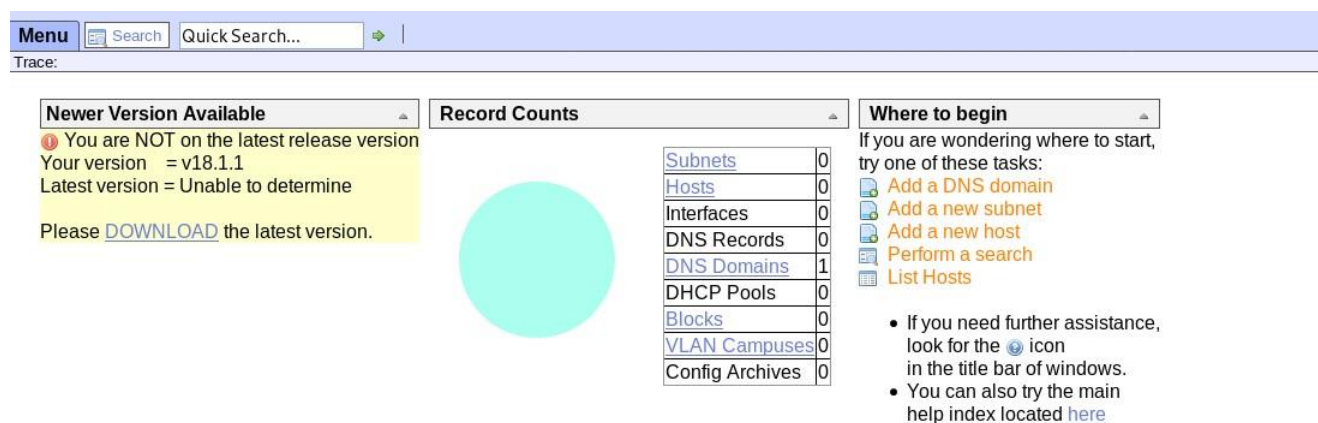 Menu Search Quick Search...
Trace:
Newer Version Available
You are NOT on the latest release version
Your version = v18.1.1
Latest version = Unable to determine
Please DOWNLOAD the latest version.
Record Counts
Subnets 0
Hosts 0
Interfaces 0
DNS Records 0
DNS Domains 1
DHCP Pools 0
Blocks 0
VLAN Campuses 0
Config Archives 0
Where to begin
If you are wondering where to start,
try one of these tasks:
Add a DNS domain
Add a new subnet
Add a new host
Perform a search
List Hosts
• If you need further assistance,
look for the icon
in the title bar of windows.
• You can also try the main
help index located here